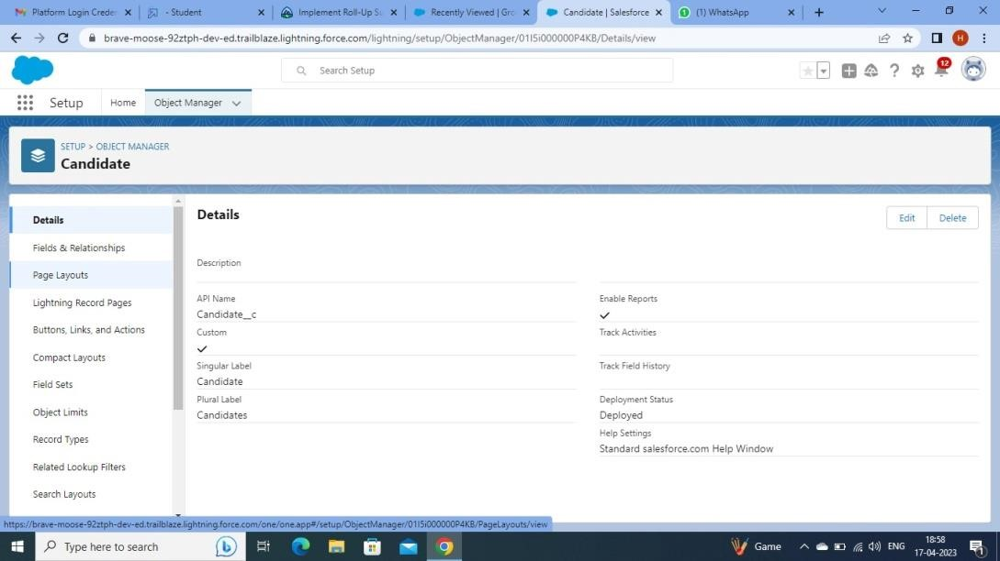 Platform Login Creden
- Student
Implement Roll-Up Su
Recently Viewed | Gro
Candidate | Salesforce
(1) WhatsApp
brave-moose-92ztph-dev-ed.trailblaze.lightning.force.com/lightning/setup/ObjectManager/01I5i000000P4KB/Details/view
H
Search Setup
12
Setup
Home
Object Manager
SETUP > OBJECT MANAGER
Candidate
Details
Fields & Relationships
Page Layouts
Lightning Record Pages
Buttons, Links, and Actions
Compact Layouts
Field Sets
Object Limits
Record Types
Related Lookup Filters
Search Layouts
Details
Edit
Delete
Description
API Name
Candidate__c
Custom
Singular Label
Candidate
Plural Label
Candidates
Enable Reports
Track Activities
Track Field History
Deployment Status
Deployed
Help Settings
Standard salesforce.com Help Window
https://brave-moose-92ztph-dev-ed.trailblaze.lightning.force.com/one/one.app#/setup/ObjectManager/01I5i000000P4KB/PageLayouts/view
Type here to search
Game
ENG
18:58
17-04-2023
1